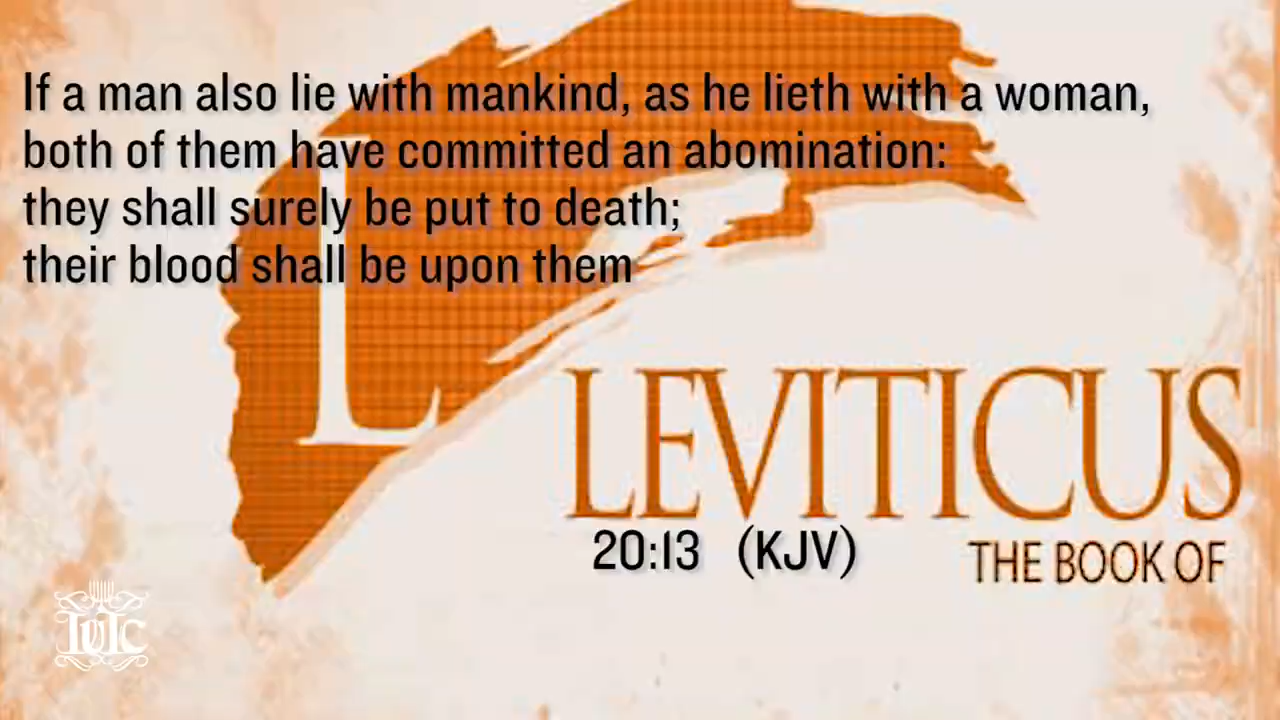 If a man also lie with mankind, as he lieth with a woman,
both of them have committed an abomination:
they shall surely be put to death;
their blood shall be upon them
L
LEVITICUS
20:13 (KJV)
THE BOOK OF
IUIC